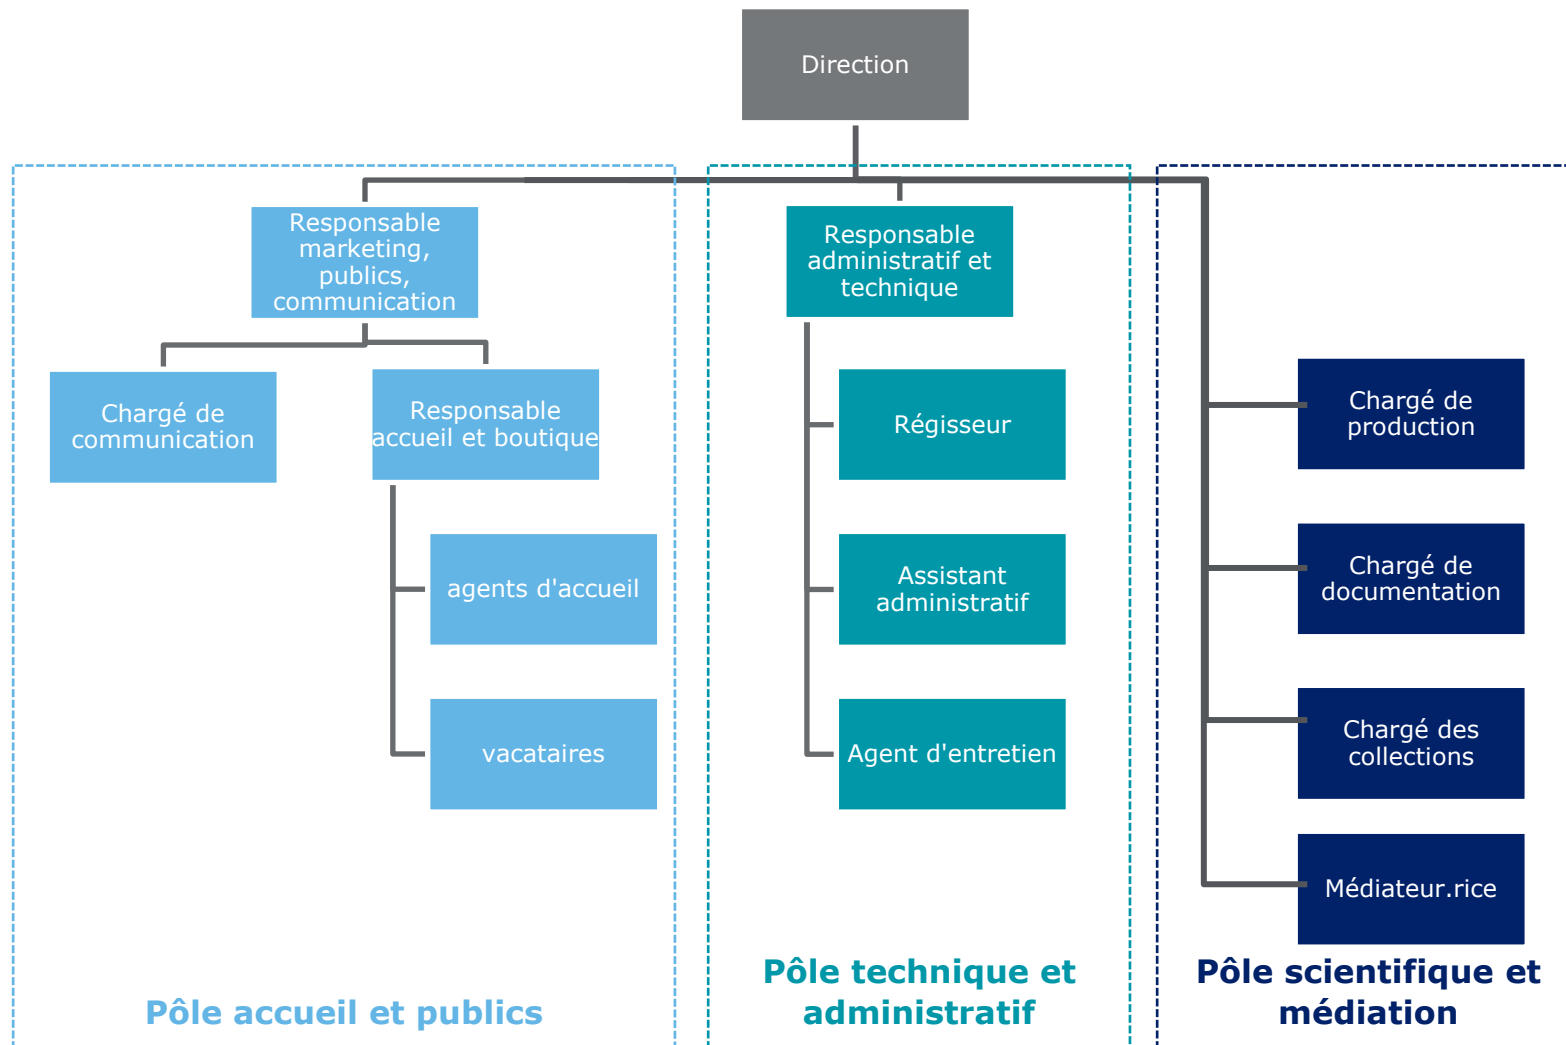 Direction
Responsable
marketing,
publics,
communication
Chargé de
communication
Responsable
accueil et boutique
agents d'accueil
vacataires
Pôle accueil et publics
Responsable
administratif et
technique
Régisseur
Assistant
administratif
Agent d'entretien
Pôle technique et
administratif
Chargé de
production
Chargé de
documentation
Chargé des
collections
Médiateur.rice
Pôle scientifique et
médiation